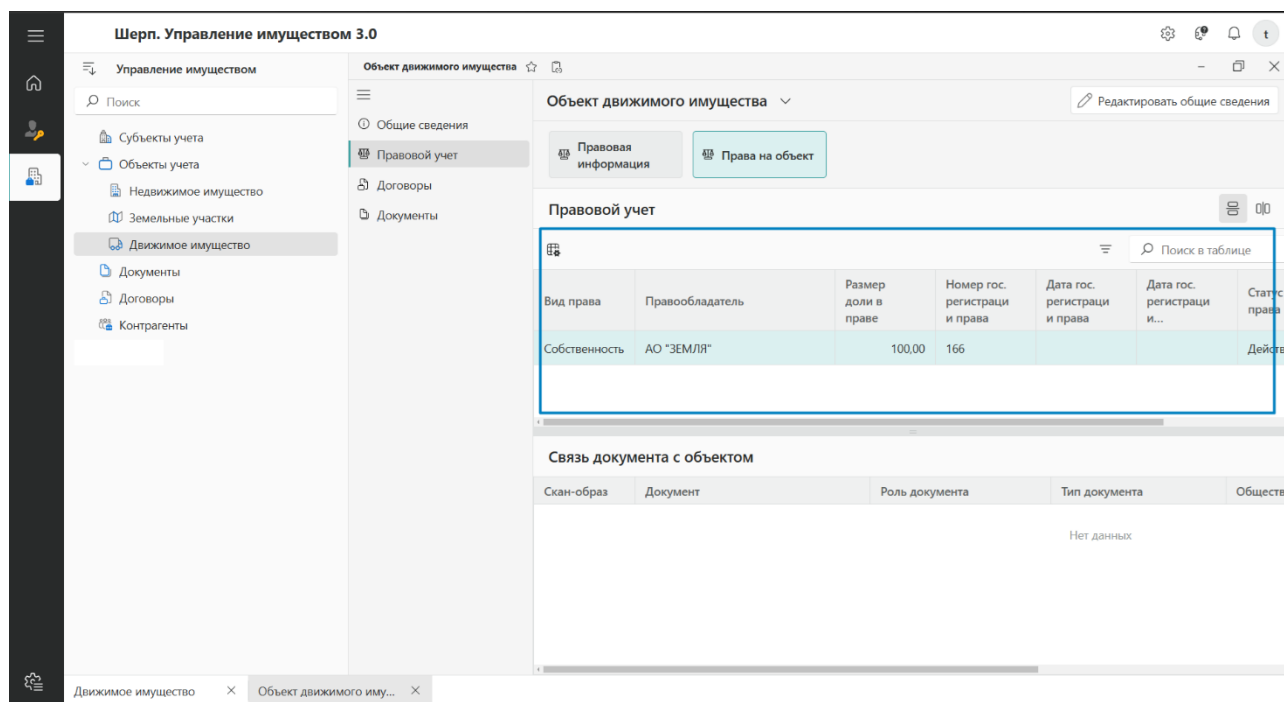 Шерп. Управление имуществом 3.0
t
Управление имуществом
Поиск
Субъекты учета
Объекты учета
Недвижимое имущество
Земельные участки
Движимое имущество
Документы
Договоры
Контрагенты
Объект движимого имущества
Общие сведения
Правовой учет
Договоры
Документы
Объект движимого имущества
Редактировать общие сведения
Правовая
информация
Права на объект
Правовой учет
Поиск в таблице
Вид права
Правообладатель
Размер
доли в
праве
Номер гос.
регистраци
и права
Дата гос.
регистраци
и права
Дата гос.
регистраци
и...
Статус
права
Собственность АО "ЗЕМЛЯ" 100,00 166 Действ
Связь документа с объектом
Скан-образ Документ Роль документа Тип документа Обществ
Нет данных
Движимое имущество
Объект движимого иму...